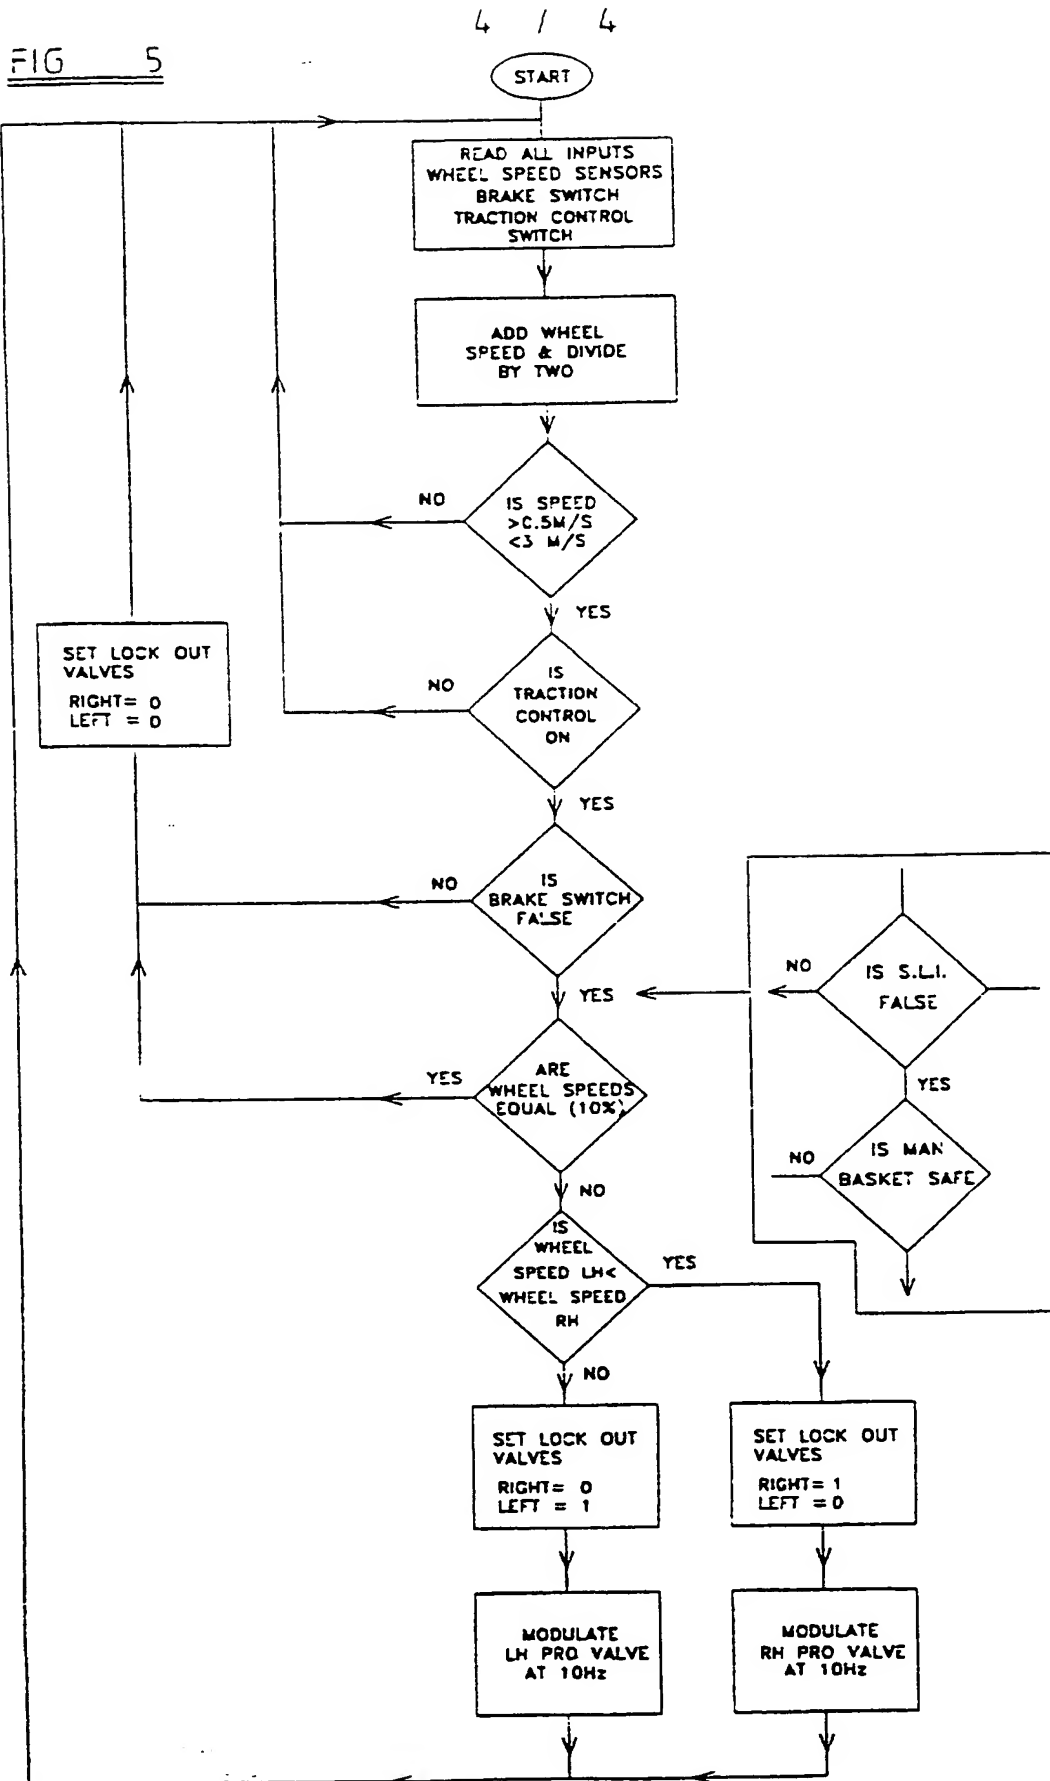 4 / 4
FIG 5
START
READ ALL INPUTS
WHEEL SPEED SENSORS
BRAKE SWITCH
TRACTION CONTROL
SWITCH
ADD WHEEL
SPEED & DIVIDE
BY TWO
NO
IS SPEED
>0.5M/S
<3 M/S
YES
SET LOCK OUT
VALVES
RIGHT= 0
LEFT = 0
NO
IS
TRACTION
CONTROL
ON
YES
NO
IS
BRAKE SWITCH
FALSE
YES
NO
IS S.L.I.
FALSE
YES
YES
ARE
WHEEL SPEEDS
EQUAL (10%)
NO
NO
IS MAN
BASKET SAFE
IS
WHEEL
SPEED LH<
WHEEL SPEED
RH
YES
NO
SET LOCK OUT
VALVES
RIGHT= 0
LEFT = 1
SET LOCK OUT
VALVES
RIGHT= 1
LEFT =0
MODULATE
LH PRO VALVE
AT 10Hz
MODULATE
RH PRO VALVE
AT 10Hz